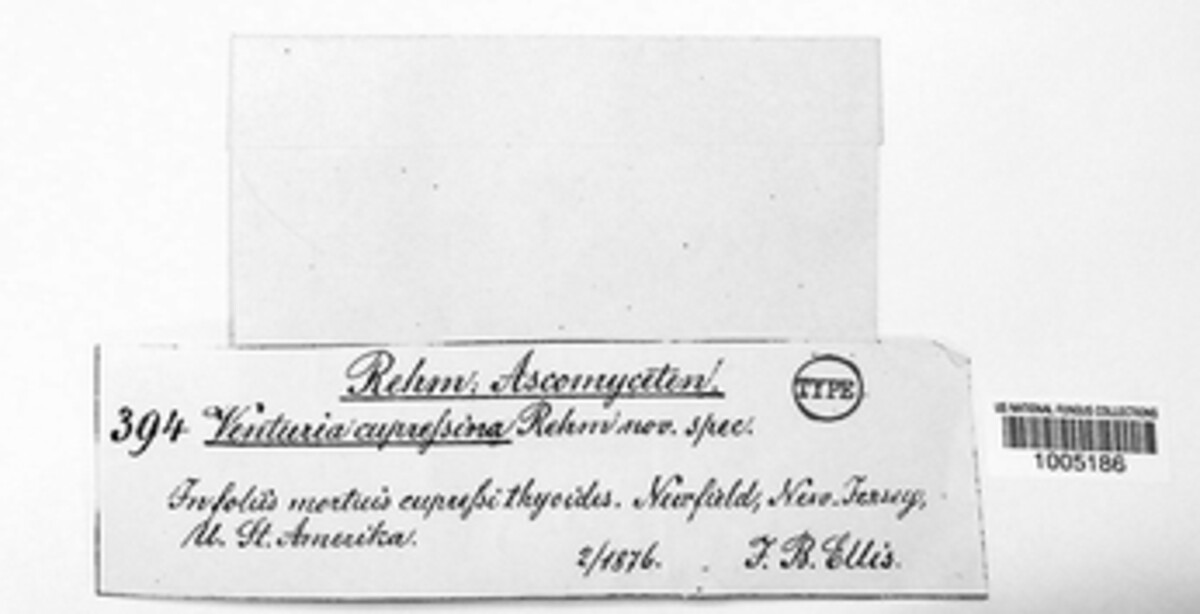 Rehm: Ascomyceten.
TYPE
394 Venturia cupreſsina Rehm nov. spec.
In foliis mortuis cupreſsi thyoides. Newfield, New-Jersey,
U. St. Amerika.
2/1876. J. B. Ellis.
US NATIONAL FUNGUS COLLECTIONS
1005186